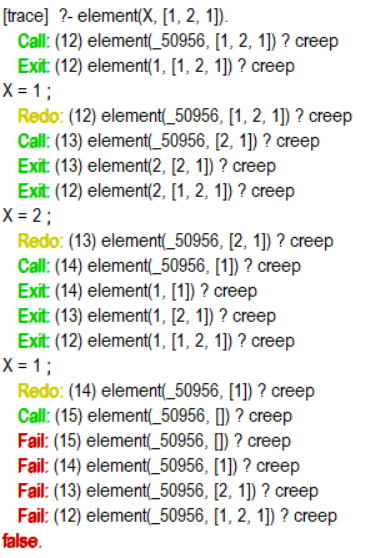 [trace]  ?- element(X, [1, 2, 1]).
Call: (12) element(_50956, [1, 2, 1]) ? creep
Exit: (12) element(1, [1, 2, 1]) ? creep
X = 1 ;
Redo: (12) element(_50956, [1, 2, 1]) ? creep
Call: (13) element(_50956, [2, 1]) ? creep
Exit: (13) element(2, [2, 1]) ? creep
Exit: (12) element(2, [1, 2, 1]) ? creep
X = 2 ;
Redo: (13) element(_50956, [2, 1]) ? creep
Call: (14) element(_50956, [1]) ? creep
Exit: (14) element(1, [1]) ? creep
Exit: (13) element(1, [2, 1]) ? creep
Exit: (12) element(1, [1, 2, 1]) ? creep
X = 1 ;
Redo: (14) element(_50956, [1]) ? creep
Call: (15) element(_50956, []) ? creep
Fail: (15) element(_50956, []) ? creep
Fail: (14) element(_50956, [1]) ? creep
Fail: (13) element(_50956, [2, 1]) ? creep
Fail: (12) element(_50956, [1, 2, 1]) ? creep
false.